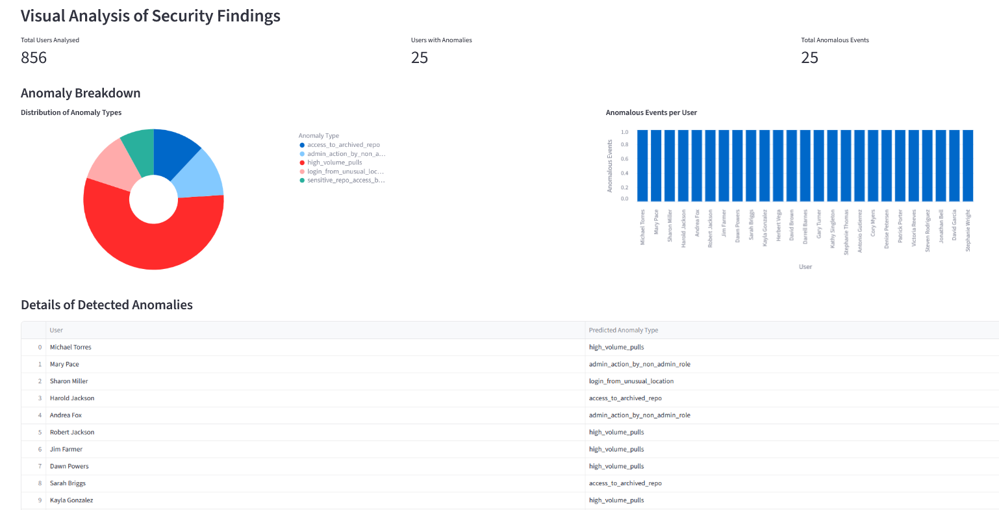 Visual Analysis of Security Findings
Total Users Analysed
856
Users with Anomalies
25
Total Anomalous Events
25
Anomaly Breakdown
Distribution of Anomaly Types
Anomaly Type
access_to_archived_repo
admin_action_by_non_a...
high_volume_pulls
login_from_unusual_loc...
sensitive_repo_access_b...
Anomalous Events per User
Anomalous Events
1.0
0.8
0.6
0.4
0.2
0.0
Michael Torres
Mary Pace
Sharon Miller
Harold Jackson
Andrea Fox
Robert Jackson
Jim Farmer
Dawn Powers
Sarah Briggs
Kayla Gonzalez
Herbert Vega
David Brown
Darrell Barnes
Gary Turner
Kathy Singleton
Stephanie Thomas
Antonio Gutierrez
Cory Myers
Denise Petersen
Patrick Porter
Victoria Reeves
Steven Rodriguez
Jonathan Bell
David Garcia
Stephanie Wright
User
Details of Detected Anomalies
User Predicted Anomaly Type
0 Michael Torres high_volume_pulls
1 Mary Pace admin_action_by_non_admin_role
2 Sharon Miller login_from_unusual_location
3 Harold Jackson access_to_archived_repo
4 Andrea Fox admin_action_by_non_admin_role
5 Robert Jackson high_volume_pulls
6 Jim Farmer high_volume_pulls
7 Dawn Powers high_volume_pulls
8 Sarah Briggs access_to_archived_repo
9 Kayla Gonzalez high_volume_pulls